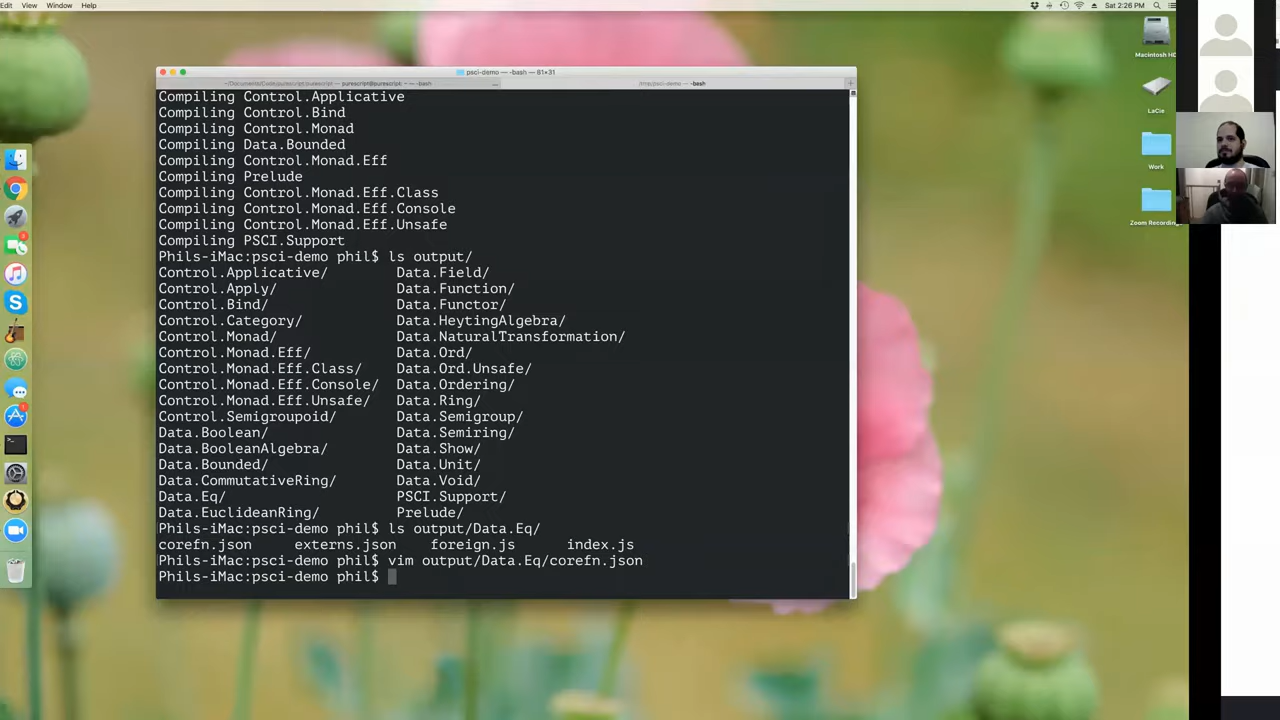 Edit View Window Help
Sat 2:26 PM
psci-demo — -bash — 81×31
/tmp/psci-demo — -bash
Compiling Control.Applicative
Compiling Control.Bind
Compiling Control.Monad
Compiling Data.Bounded
Compiling Control.Monad.Eff
Compiling Prelude
Compiling Control.Monad.Eff.Class
Compiling Control.Monad.Eff.Console
Compiling Control.Monad.Eff.Unsafe
Compiling PSCI.Support
Phils-iMac:psci-demo phil$ ls output/
Control.Applicative/ Data.Field/
Control.Apply/ Data.Function/
Control.Bind/ Data.Functor/
Control.Category/ Data.HeytingAlgebra/
Control.Monad/ Data.NaturalTransformation/
Control.Monad.Eff/ Data.Ord/
Control.Monad.Eff.Class/ Data.Ord.Unsafe/
Control.Monad.Eff.Console/ Data.Ordering/
Control.Monad.Eff.Unsafe/ Data.Ring/
Control.Semigroupoid/ Data.Semigroup/
Data.Boolean/ Data.Semiring/
Data.BooleanAlgebra/ Data.Show/
Data.Bounded/ Data.Unit/
Data.CommutativeRing/ Data.Void/
Data.Eq/ PSCI.Support/
Data.EuclideanRing/ Prelude/
Phils-iMac:psci-demo phil$ ls output/Data.Eq/
corefn.json externs.json foreign.js index.js
Phils-iMac:psci-demo phil$ vim output/Data.Eq/corefn.json
Phils-iMac:psci-demo phil$
Macintosh HD
LaCie
Work
Zoom Recordings